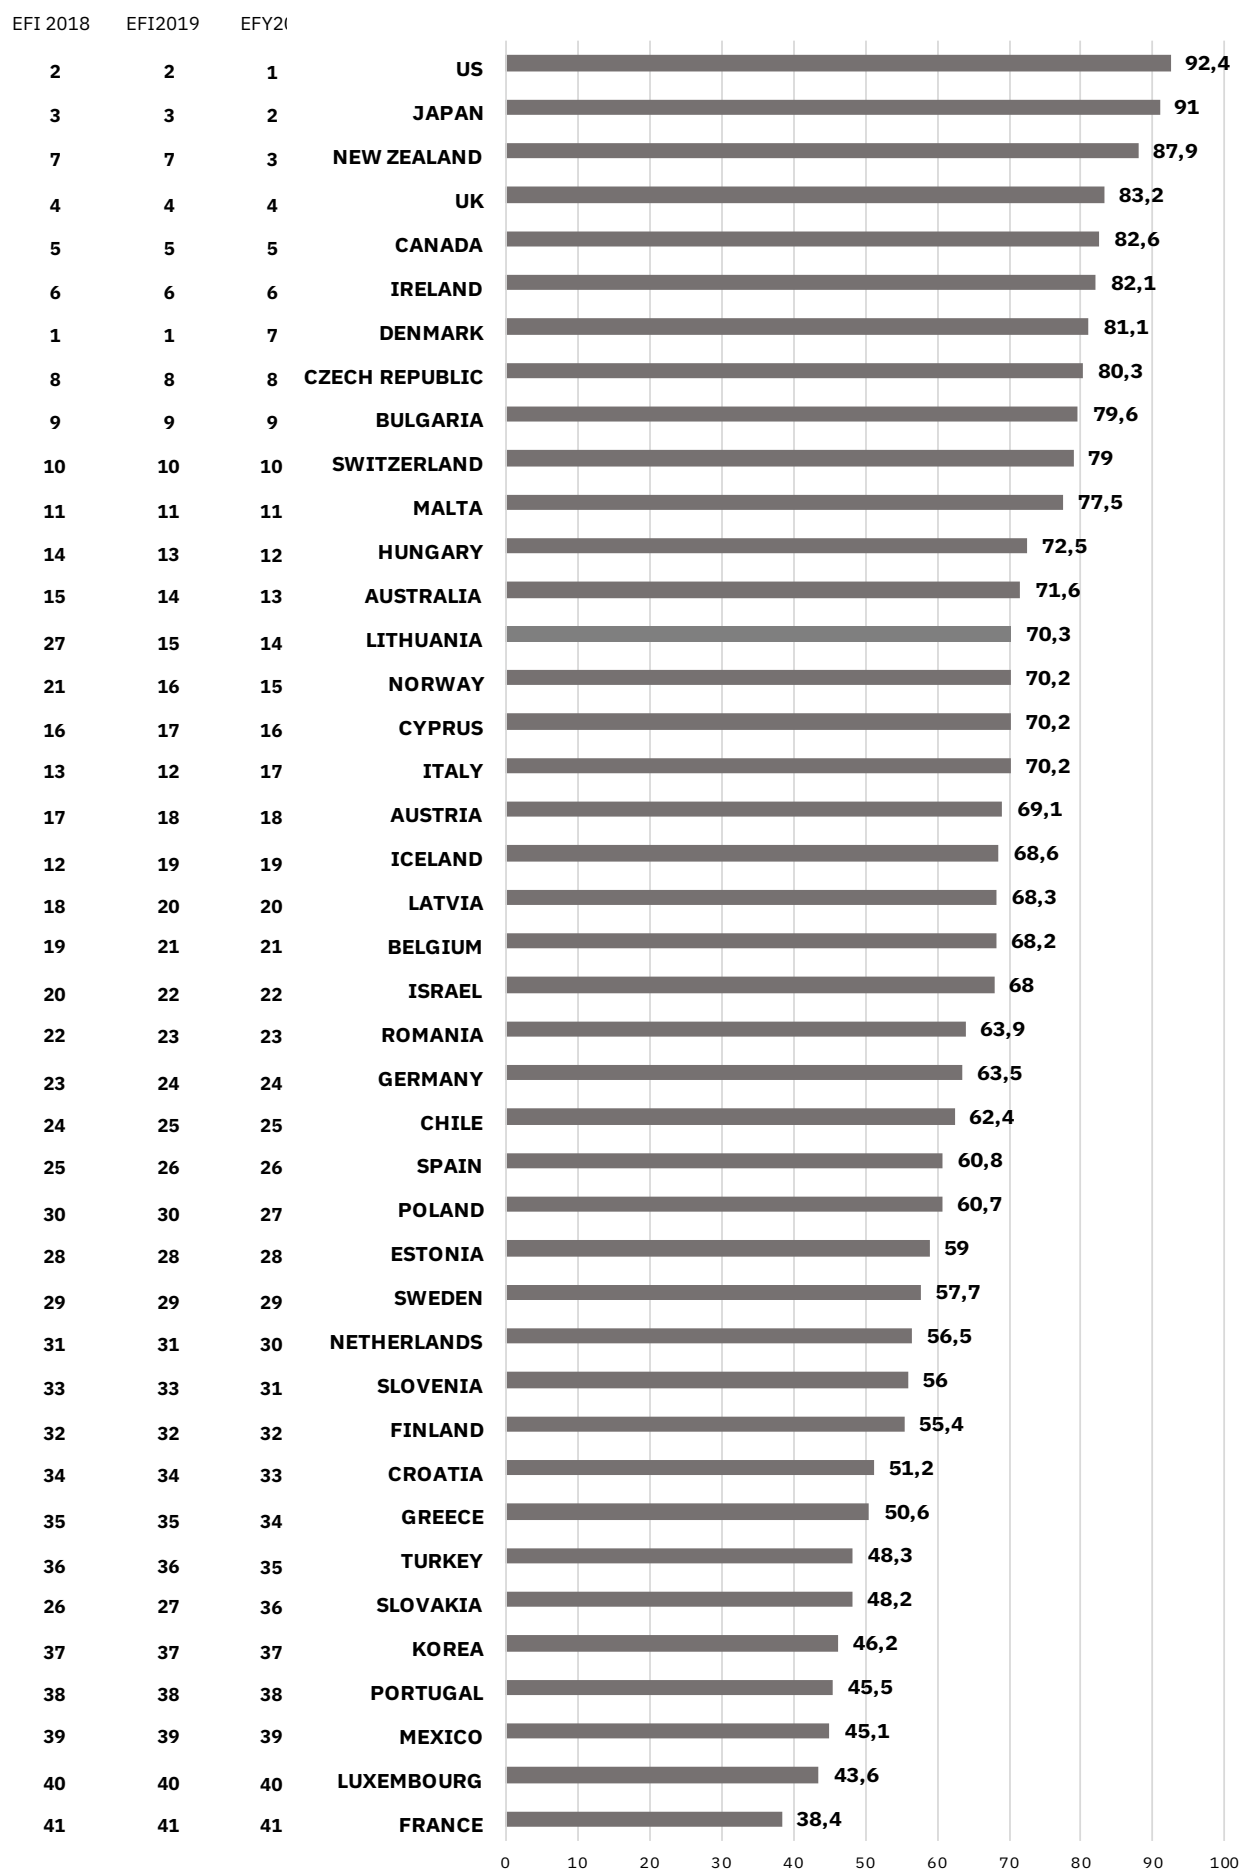 EFI 2018 EFI2019 EFY20
2 2 1 US 92,4
3 3 2 JAPAN 91
7 7 3 NEW ZEALAND 87,9
4 4 4 UK 83,2
5 5 5 CANADA 82,6
6 6 6 IRELAND 82,1
1 1 7 DENMARK 81,1
8 8 8 CZECH REPUBLIC 80,3
9 9 9 BULGARIA 79,6
10 10 10 SWITZERLAND 79
11 11 11 MALTA 77,5
14 13 12 HUNGARY 72,5
15 14 13 AUSTRALIA 71,6
27 15 14 LITHUANIA 70,3
21 16 15 NORWAY 70,2
16 17 16 CYPRUS 70,2
13 12 17 ITALY 70,2
17 18 18 AUSTRIA 69,1
12 19 19 ICELAND 68,6
18 20 20 LATVIA 68,3
19 21 21 BELGIUM 68,2
20 22 22 ISRAEL 68
22 23 23 ROMANIA 63,9
23 24 24 GERMANY 63,5
24 25 25 CHILE 62,4
25 26 26 SPAIN 60,8
30 30 27 POLAND 60,7
28 28 28 ESTONIA 59
29 29 29 SWEDEN 57,7
31 31 30 NETHERLANDS 56,5
33 33 31 SLOVENIA 56
32 32 32 FINLAND 55,4
34 34 33 CROATIA 51,2
35 35 34 GREECE 50,6
36 36 35 TURKEY 48,3
26 27 36 SLOVAKIA 48,2
37 37 37 KOREA 46,2
38 38 38 PORTUGAL 45,5
39 39 39 MEXICO 45,1
40 40 40 LUXEMBOURG 43,6
41 41 41 FRANCE 38,4
0 10 20 30 40 50 60 70 80 90 100